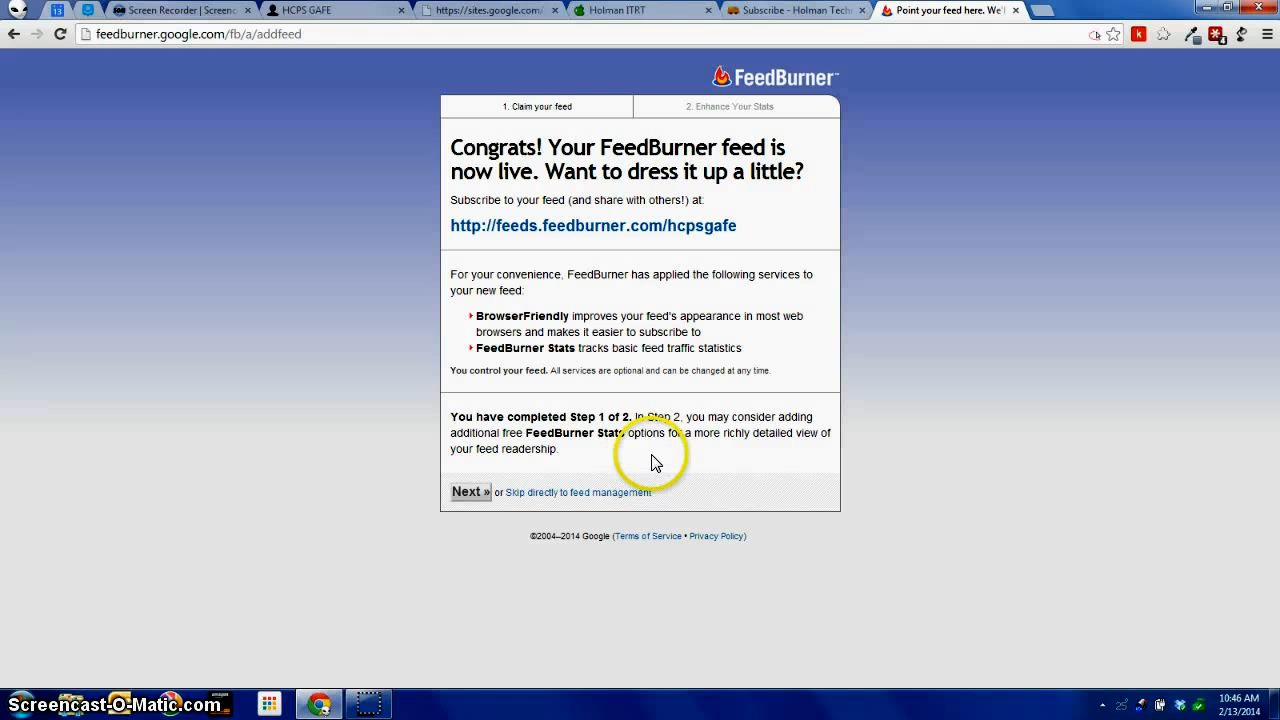 Screen Recorder | Screenc
HCPS GAFE
https://sites.google.com/
Holman ITRT
Subscribe - Holman Techn
Point your feed here. We'l
feedburner.google.com/fb/a/addfeed
FeedBurner™
1. Claim your feed
2. Enhance Your Stats
Congrats! Your FeedBurner feed is
now live. Want to dress it up a little?
Subscribe to your feed (and share with others!) at:
http://feeds.feedburner.com/hcpsgafe
For your convenience, FeedBurner has applied the following services to
your new feed:
BrowserFriendly improves your feed's appearance in most web
browsers and makes it easier to subscribe to
FeedBurner Stats tracks basic feed traffic statistics
You control your feed. All services are optional and can be changed at any time.
You have completed Step 1 of 2. In Step 2, you may consider adding
additional free FeedBurner Stats options for a more richly detailed view of
your feed readership.
Next » or Skip directly to feed management
©2004–2014 Google (Terms of Service • Privacy Policy)
Screencast-O-Matic.com
10:46 AM
2/13/2014